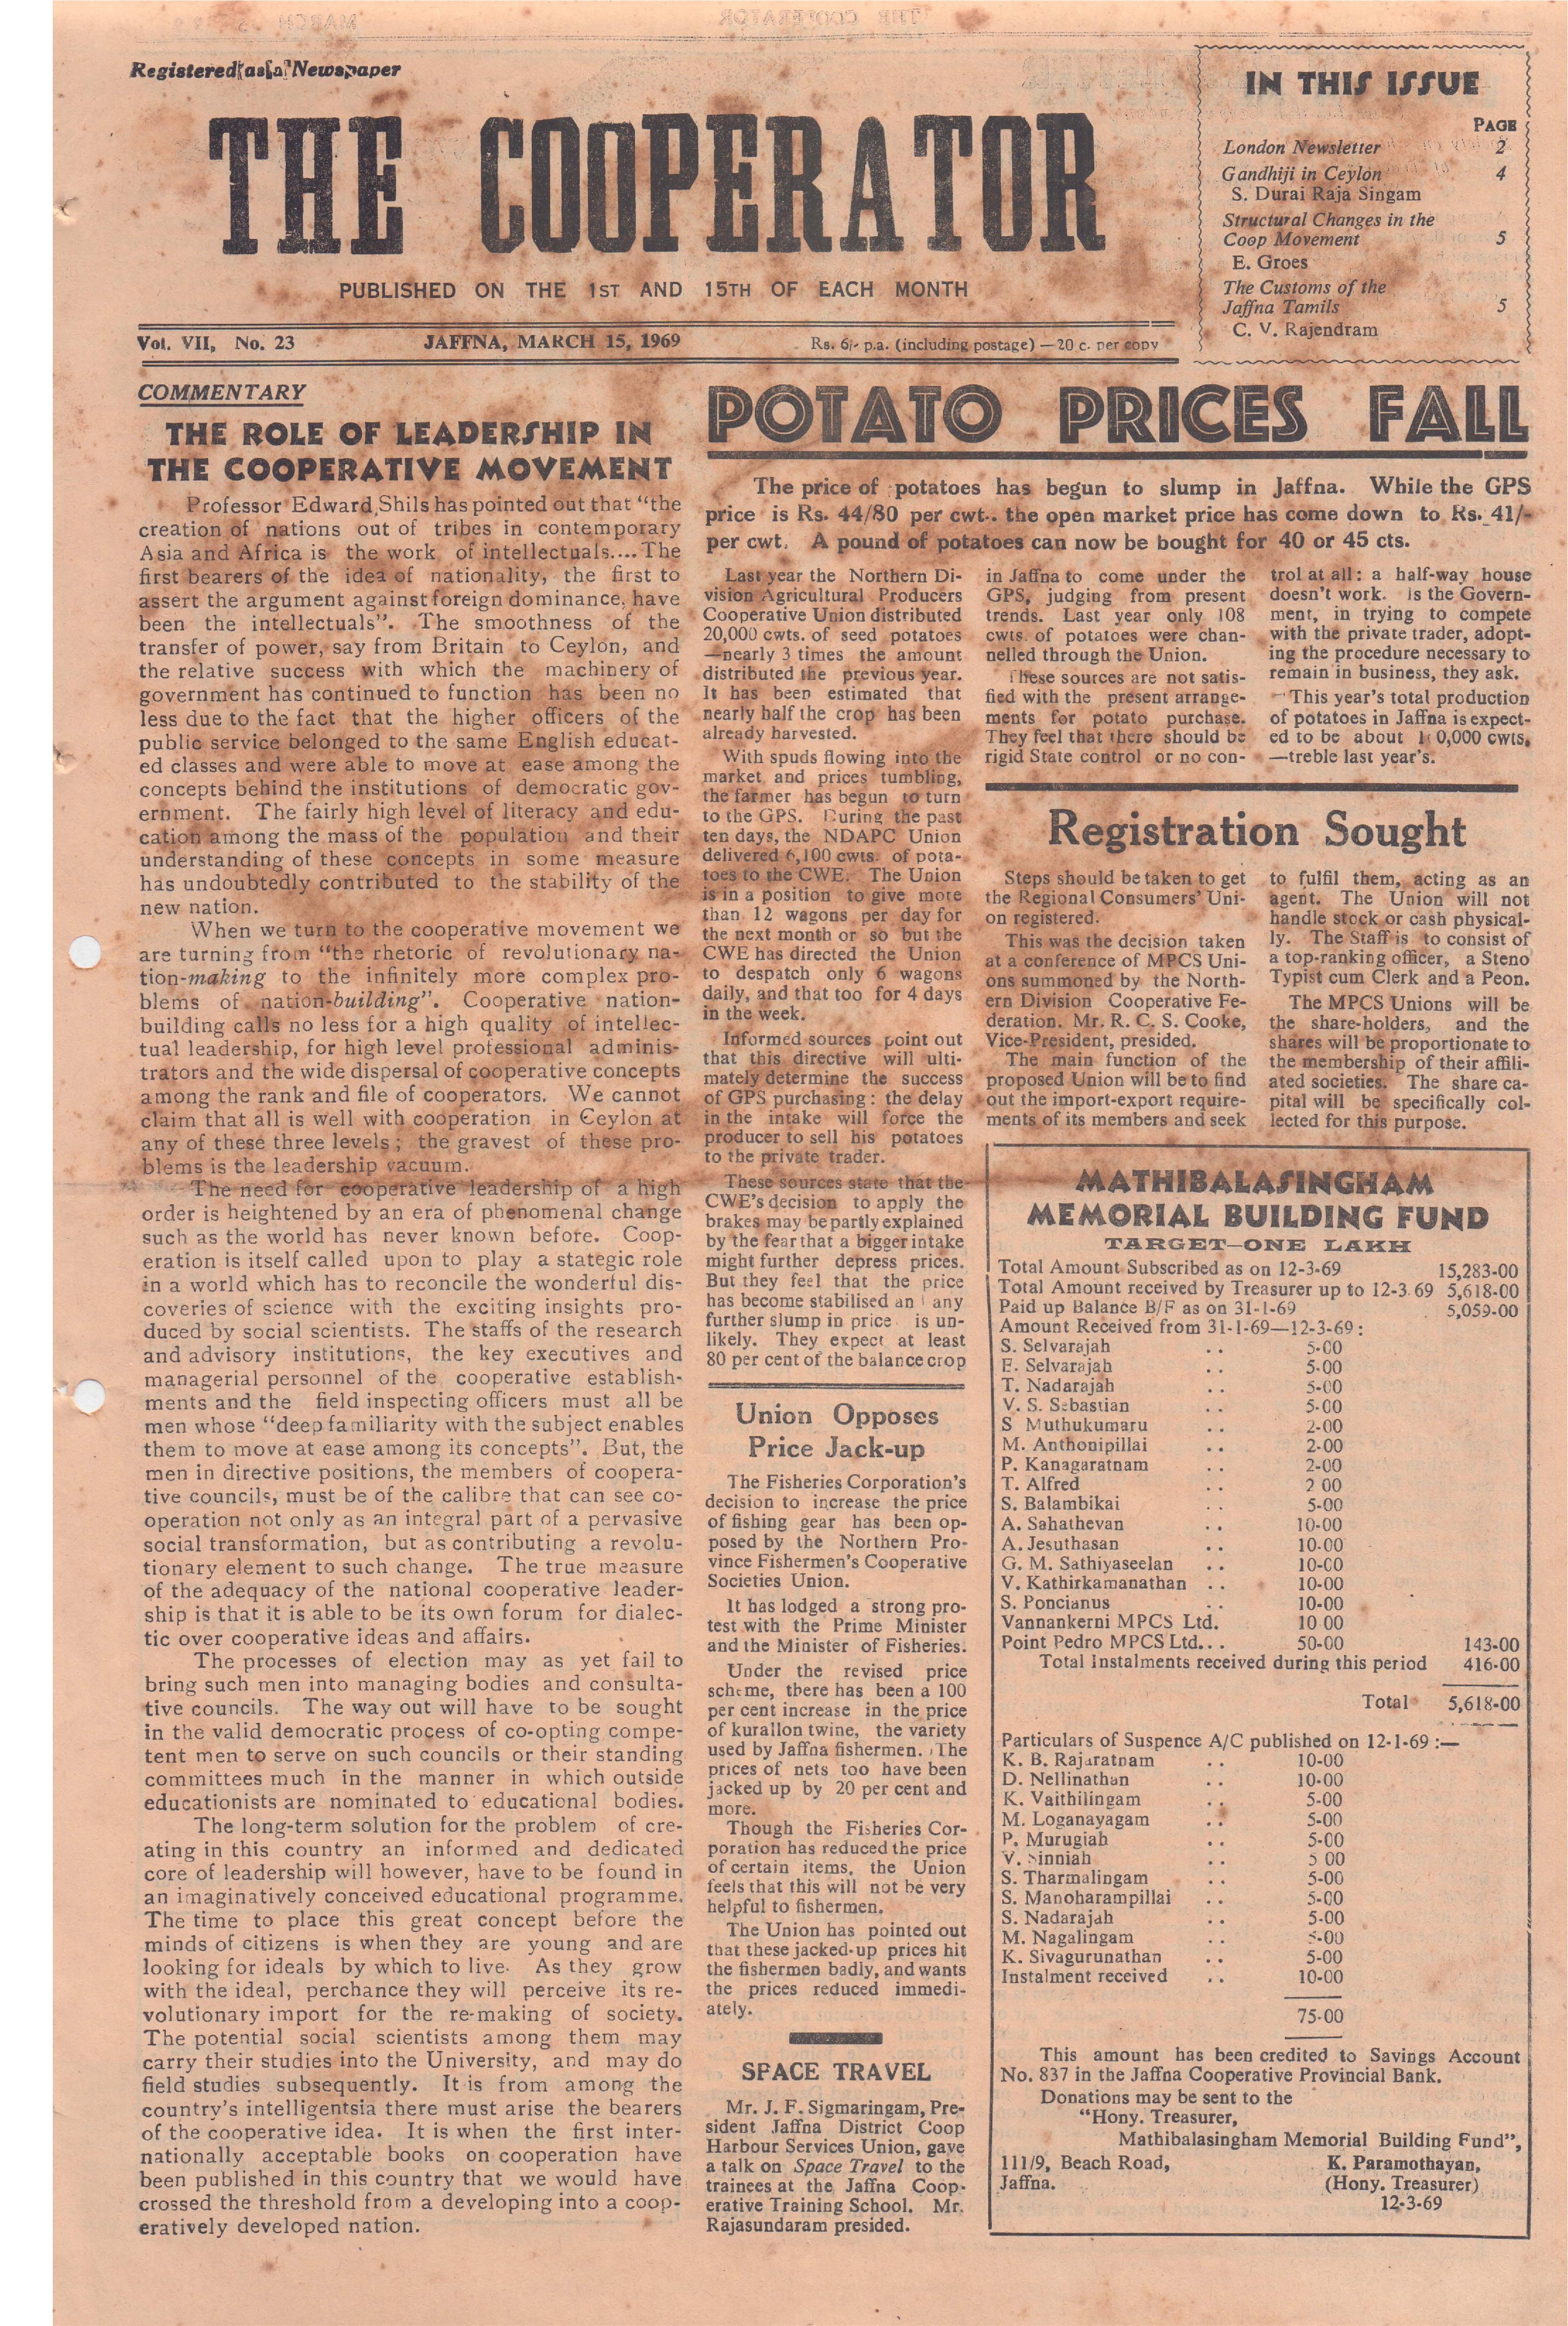 Registered as a Newspaper
THE COOPERATOR
PUBLISHED ON THE 1ST AND 15TH OF EACH MONTH
Vol. VII, No. 23
JAFFNA, MARCH 15, 1969
Rs. 6/- p.a. (including postage) —20 c. per copy
IN THIS ISSUE
PAGE
London Newsletter 2
Gandhiji in Ceylon 4
S. Durai Raja Singam
Structural Changes in the
Coop Movement 5
E. Groes
The Customs of the
Jaffna Tamils 5
C. V. Rajendram
COMMENTARY
THE ROLE OF LEADERSHIP IN
THE COOPERATIVE MOVEMENT
Professor Edward Shils has pointed out that "the
creation of nations out of tribes in contemporary
Asia and Africa is the work of intellectuals....The
first bearers of the idea of nationality, the first to
assert the argument against foreign dominance, have
been the intellectuals". The smoothness of the
transfer of power, say from Britain to Ceylon, and
the relative success with which the machinery of
government has continued to function has been no
less due to the fact that the higher officers of the
public service belonged to the same English educat-
ed classes and were able to move at ease among the
concepts behind the institutions of democratic gov-
ernment. The fairly high level of literacy and edu-
cation among the mass of the population and their
understanding of these concepts in some measure
has undoubtedly contributed to the stability of the
new nation.
When we turn to the cooperative movement we
are turning from "the rhetoric of revolutionary na-
tion-making to the infinitely more complex pro-
blems of nation-building". Cooperative nation-
building calls no less for a high quality of intellec-
tual leadership, for high level professional adminis-
trators and the wide dispersal of cooperative concepts
among the rank and file of cooperators. We cannot
claim that all is well with cooperation in Ceylon at
any of these three levels; the gravest of these pro-
blems is the leadership vacuum.
The need for cooperative leadership of a high
order is heightened by an era of phenomenal change
such as the world has never known before. Coop-
eration is itself called upon to play a stategic role
in a world which has to reconcile the wonderful dis-
coveries of science with the exciting insights pro-
duced by social scientists. The staffs of the research
and advisory institutions, the key executives and
managerial personnel of the cooperative establish-
ments and the field inspecting officers must all be
men whose "deep familiarity with the subject enables
them to move at ease among its concepts". But, the
men in directive positions, the members of coopera-
tive councils, must be of the calibre that can see co-
operation not only as an integral part of a pervasive
social transformation, but as contributing a revolu-
tionary element to such change. The true measure
of the adequacy of the national cooperative leader-
ship is that it is able to be its own forum for dialec-
tic over cooperative ideas and affairs.
The processes of election may as yet fail to
bring such men into managing bodies and consulta-
tive councils. The way out will have to be sought
in the valid democratic process of co-opting compe-
tent men to serve on such councils or their standing
committees much in the manner in which outside
educationists are nominated to educational bodies.
The long-term solution for the problem of cre-
ating in this country an informed and dedicated
core of leadership will however, have to be found in
an imaginatively conceived educational programme.
The time to place this great concept before the
minds of citizens is when they are young and are
looking for ideals by which to live. As they grow
with the ideal, perchance they will perceive its re-
volutionary import for the re-making of society.
The potential social scientists among them may
carry their studies into the University, and may do
field studies subsequently. It is from among the
country's intelligentsia there must arise the bearers
of the cooperative idea. It is when the first inter-
nationally acceptable books on cooperation have
been published in this country that we would have
crossed the threshold from a developing into a coop-
eratively developed nation.
POTATO PRICES FALL
The price of potatoes has begun to slump in Jaffna. While the GPS
price is Rs. 44/80 per cwt.. the open market price has come down to Rs. 41/-
per cwt. A pound of potatoes can now be bought for 40 or 45 cts.
Last year the Northern Di-
vision Agricultural Producers
Cooperative Union distributed
20,000 cwts. of seed potatoes
—nearly 3 times the amount
distributed the previous year.
It has been estimated that
nearly half the crop has been
already harvested.
With spuds flowing into the
market and prices tumbling,
the farmer has begun to turn
to the GPS. During the past
ten days, the NDAPC Union
delivered 6,100 cwts. of pota-
toes to the CWE. The Union
is in a position to give more
than 12 wagons per day for
the next month or so but the
CWE has directed the Union
to despatch only 6 wagons
daily, and that too for 4 days
in the week.
Informed sources point out
that this directive will ulti-
mately determine the success
of GPS purchasing: the delay
in the intake will force the
producer to sell his potatoes
to the private trader.
These sources state that the
CWE's decision to apply the
brakes may be partly explained
by the fear that a bigger intake
might further depress prices.
But they feel that the price
has become stabilised an any
further slump in price is un-
likely. They expect at least
80 per cent of the balance crop
in Jaffna to come under the
GPS, judging from present
trends. Last year only 108
cwts. of potatoes were chan-
nelled through the Union.
These sources are not satis-
fied with the present arrange-
ments for potato purchase.
They feel that there should be
rigid State control or no con-
trol at all: a half-way house
doesn't work. Is the Govern-
ment, in trying to compete
with the private trader, adopt-
ing the procedure necessary to
remain in business, they ask.
This year's total production
of potatoes in Jaffna is expect-
ed to be about cwts,
—treble last year's.
Union Opposes
Price Jack-up
The Fisheries Corporation's
decision to increase the price
of fishing gear has been op-
posed by the Northern Pro-
vince Fishermen's Cooperative
Societies Union.
It has lodged a strong pro-
test with the Prime Minister
and the Minister of Fisheries.
Under the revised price
scheme, there has been a 100
per cent increase in the price
of kurallon twine, the variety
used by Jaffna fishermen. The
prices of nets too have been
jacked up by 20 per cent and
more.
Though the Fisheries Cor-
poration has reduced the price
of certain items, the Union
feels that this will not be very
helpful to fishermen.
The Union has pointed out
that these jacked-up prices hit
the fishermen badly, and wants
the prices reduced immedi-
ately.
SPACE TRAVEL
Mr. J. F. Sigmaringam, Pre-
sident Jaffna District Coop
Harbour Services Union, gave
a talk on Space Travel to the
trainees at the Jaffna Coop-
erative Training School. Mr.
Rajasundaram presided.
Registration Sought
Steps should be taken to get
the Regional Consumers' Uni-
on registered.
This was the decision taken
at a conference of MPCS Uni-
ons summoned by the North-
ern Division Cooperative Fe-
deration. Mr. R. C. S. Cooke,
Vice-President, presided.
The main function of the
proposed Union will be to find
out the import-export require-
ments of its members and seek
to fulfil them, acting as an
agent. The Union will not
handle stock or cash physical-
ly. The Staff is to consist of
a top-ranking officer, a Steno
Typist cum Clerk and a Peon.
The MPCS Unions will be
the share-holders, and the
shares will be proportionate to
the membership of their affili-
ated societies. The share ca-
pital will be specifically col-
lected for this purpose.
MATHIBALASINGHAM
MEMORIAL BUILDING FUND
TARGET—ONE LAKH
Total Amount Subscribed as on 12-3-69 15,283-00
Total Amount received by Treasurer up to 12-3.69 5,618-00
Paid up Balance B/F as on 31-1-69 5,059-00
Amount Received from 31-1-69—12-3-69:
S. Selvarajah .. 5-00
E. Selvarajah .. 5-00
T. Nadarajah .. 5-00
V. S. Sebastian .. 5-00
S Muthukumaru .. 2-00
M. Anthonipillai .. 2-00
P. Kanagaratnam .. 2-00
T. Alfred .. 2 00
S. Balambikai .. 5-00
A. Sahathevan .. 10-00
A. Jesuthasan .. 10-00
G. M. Sathiyaseelan .. 10-00
V. Kathirkamanathan .. 10-00
S. Poncianus .. 10-00
Vannankerni MPCS Ltd. 10 00
Point Pedro MPCS Ltd... 50-00 143-00
Total Instalments received during this period 416-00
Total 5,618-00
Particulars of Suspence A/C published on 12-1-69 :—
K. B. Rajaratnam .. 10-00
D. Nellinathan .. 10-00
K. Vaithilingam .. 5-00
M. Loganayagam .. 5-00
P. Murugiah .. 5-00
V. Sinniah .. 5 00
S. Tharmalingam .. 5-00
S. Manoharampillai .. 5-00
S. Nadarajah .. 5-00
M. Nagalingam .. 5-00
K. Sivagurunathan .. 5-00
Instalment received .. 10-00
75-00
This amount has been credited to Savings Account
No. 837 in the Jaffna Cooperative Provincial Bank.
Donations may be sent to the
"Hony. Treasurer,
Mathibalasingham Memorial Building Fund",
111/9, Beach Road,
Jaffna.
K. Paramothayan,
(Hony. Treasurer)
12-3-69